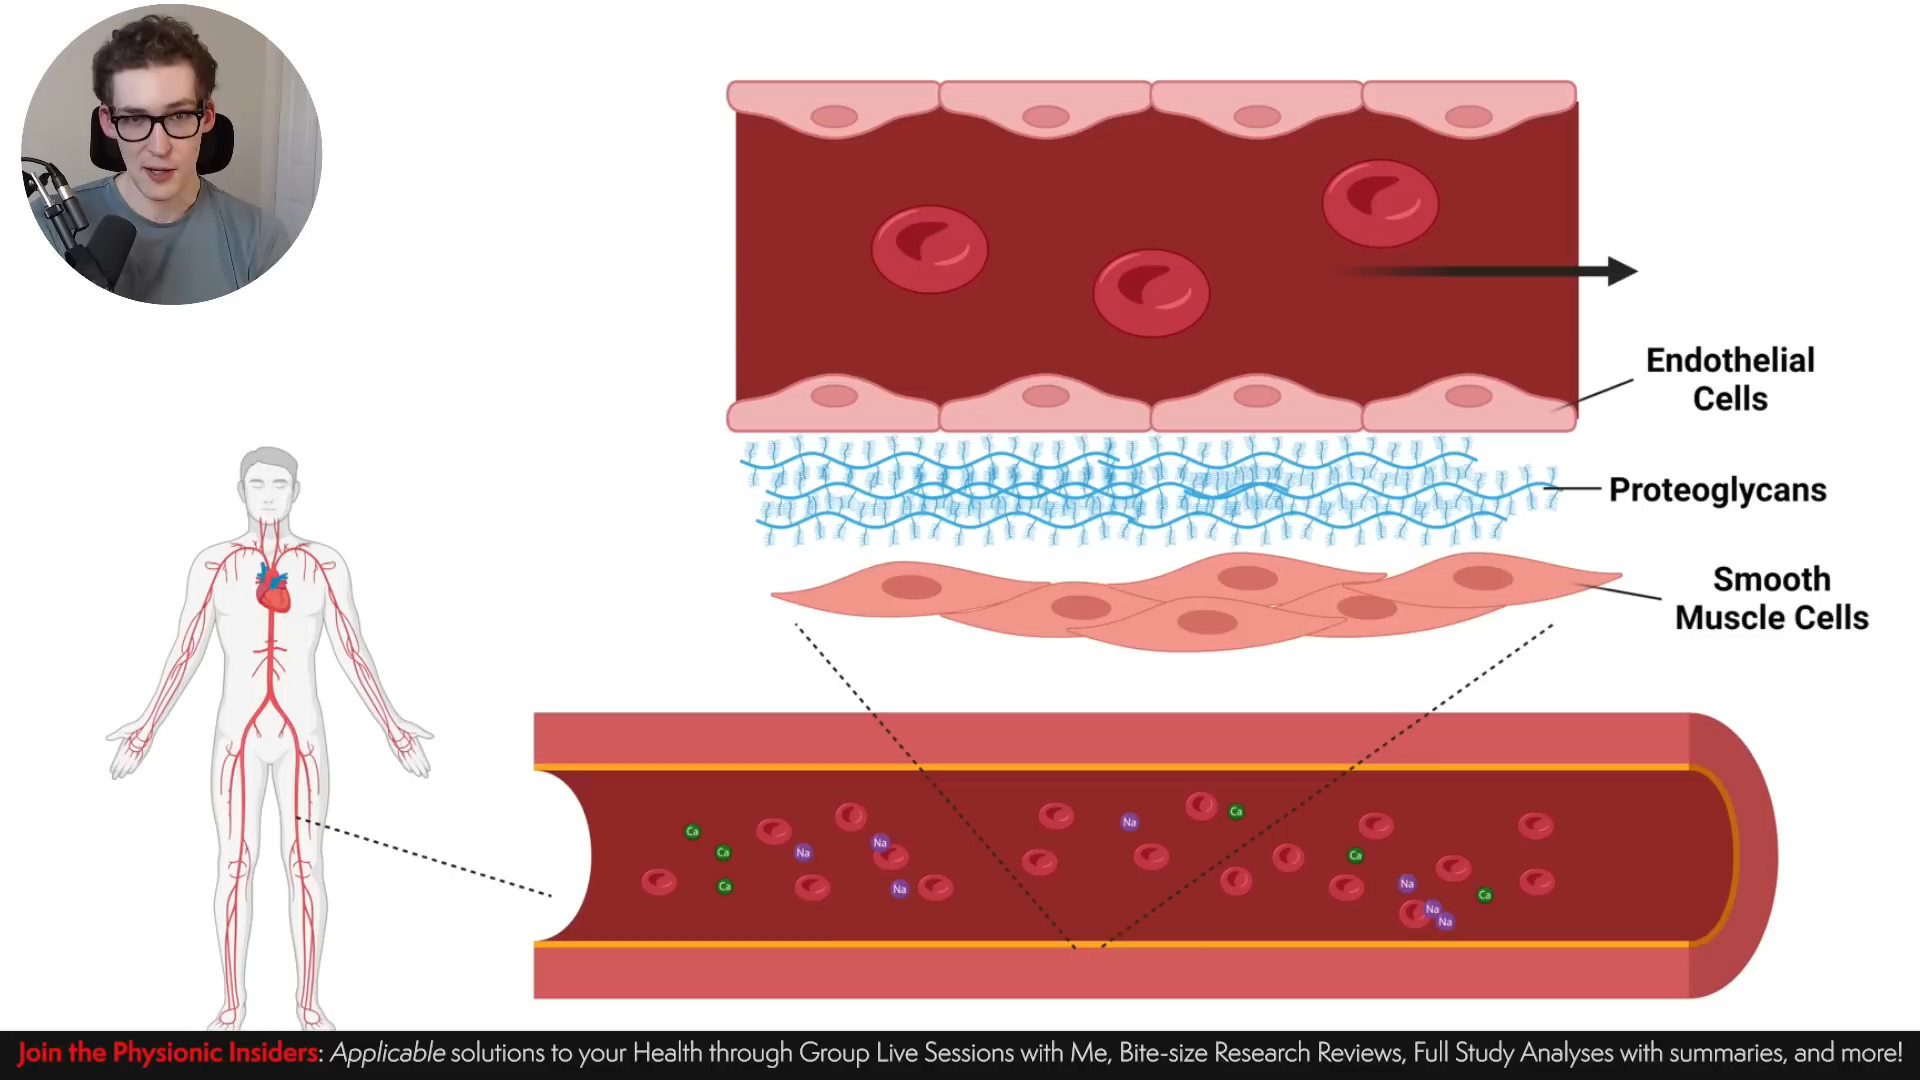 Endothelial
Cells
Proteoglycans
Smooth
Muscle Cells
Ca
Ca
Ca
Na
Na
Na
Na
Ca
Ca
Na
Na
Na
Ca
Join the Physionic Insiders: Applicable solutions to your Health through Group Live Sessions with Me, Bite-size Research Reviews, Full Study Analyses with summaries, and more!